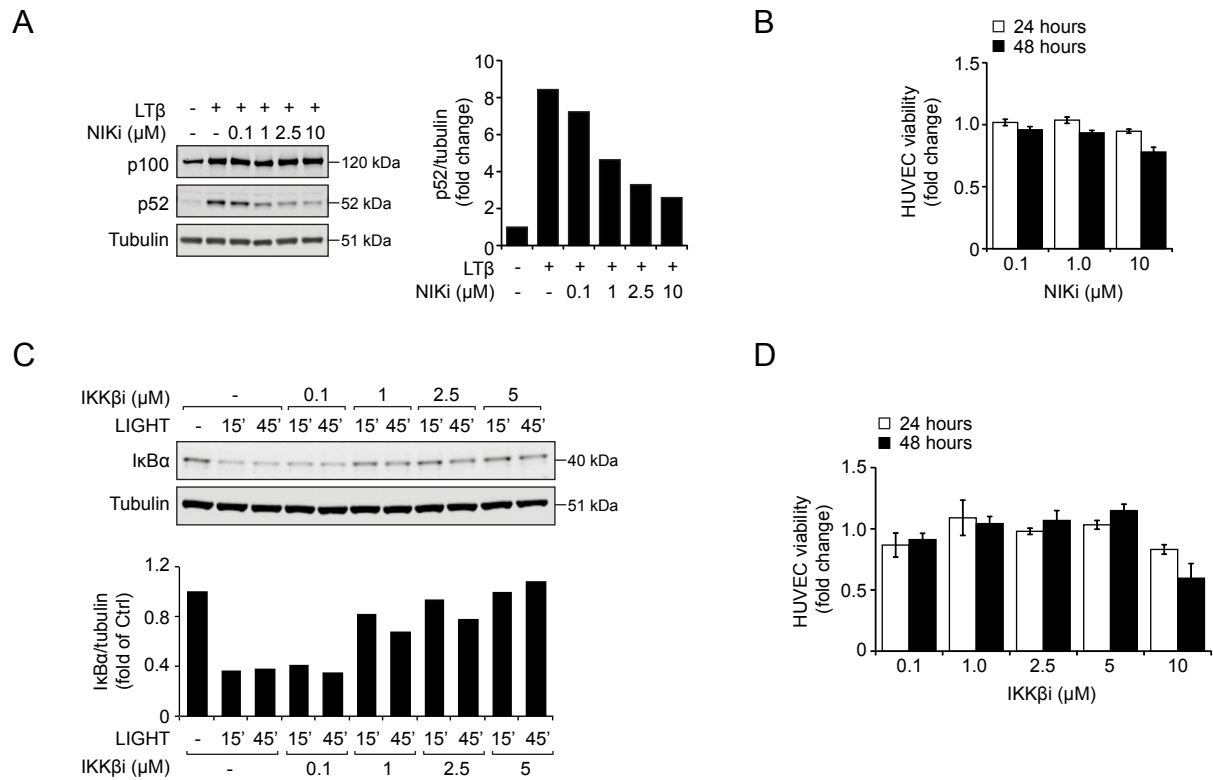 A
LTβ - + + + + +
NIKi (µM) - - 0.1 1 2.5 10
p100 120 kDa
p52 52 kDa
Tubulin 51 kDa
p52/tubulin
(fold change)
10
8
6
4
2
0
LTβ - + + + + +
NIKi (µM) - - 0.1 1 2.5 10
B
24 hours
48 hours
HUVEC viability
(fold change)
1.5
1.0
0.5
0
0.1 1.0 10
NIKi (µM)
C
IKKβi (µM) - 0.1 1 2.5 5
LIGHT - 15’ 45’ 15’ 45’ 15’ 45’ 15’ 45’ 15’ 45’
IκBα 40 kDa
Tubulin 51 kDa
IκBα/tubulin
(fold of Ctrl)
1.2
0.8
0.4
0
LIGHT - 15’ 45’ 15’ 45’ 15’ 45’ 15’ 45’ 15’ 45’
IKKβi (µM) - 0.1 1 2.5 5
D
24 hours
48 hours
HUVEC viability
(fold change)
1.5
1.0
0.5
0
0.1 1.0 2.5 5 10
IKKβi (µM)